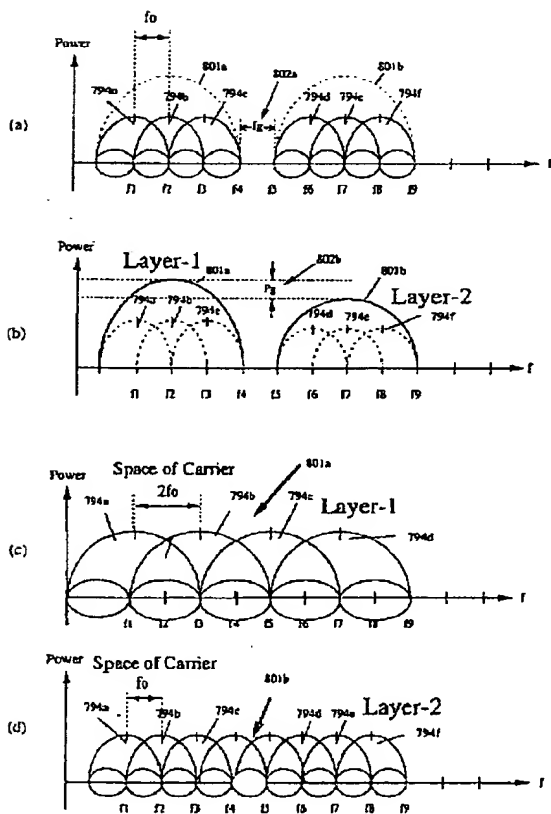 fo
Power
801a
802a
801b
794a
794b
794c
794d
794e
794f
fg
(a)
f1 f2 f3 f4 f5 f6 f7 f8 f9
f
Power
Layer-1
801a
802b
Pg
801b
Layer-2
794a
794b
794c
794d
794e
794f
(b)
f1 f2 f3 f4 f5 f6 f7 f8 f9
f
Space of Carrier
801a
Power
794a
2fo
794b
794c
Layer-1
794d
(c)
f1 f2 f3 f4 f5 f6 f7 f8 f9
f
Space of Carrier
Power
fo
801b
794a
794b
794c
794d
794e
Layer-2
794f
(d)
f1 f2 f3 f4 f5 f6 f7 f8 f9
f